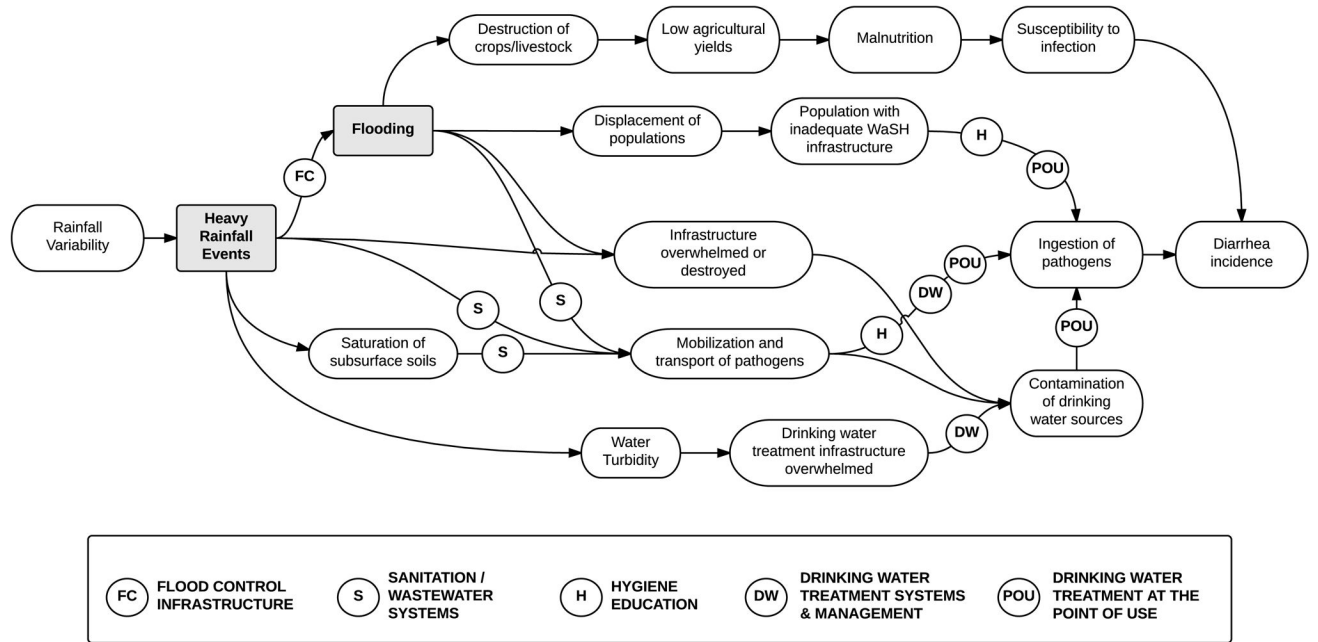 Destruction of
crops/livestock
Low agricultural
yields
Malnutrition
Susceptibility to
infection
Flooding
Displacement of
populations
Population with
inadequate WaSH
infrastructure
H
POU
FC
Rainfall
Variability
Heavy
Rainfall
Events
Infrastructure
overwhelmed or
destroyed
Ingestion of
pathogens
Diarrhea
incidence
POU
DW
S
S
H
POU
Saturation of
subsurface soils
S
Mobilization and
transport of pathogens
Contamination
of drinking
water sources
DW
Water
Turbidity
Drinking water
treatment infrastructure
overwhelmed
FC
FLOOD CONTROL
INFRASTRUCTURE
S
SANITATION /
WASTEWATER
SYSTEMS
H
HYGIENE
EDUCATION
DW
DRINKING WATER
TREATMENT SYSTEMS
& MANAGEMENT
POU
DRINKING WATER
TREATMENT AT THE
POINT OF USE